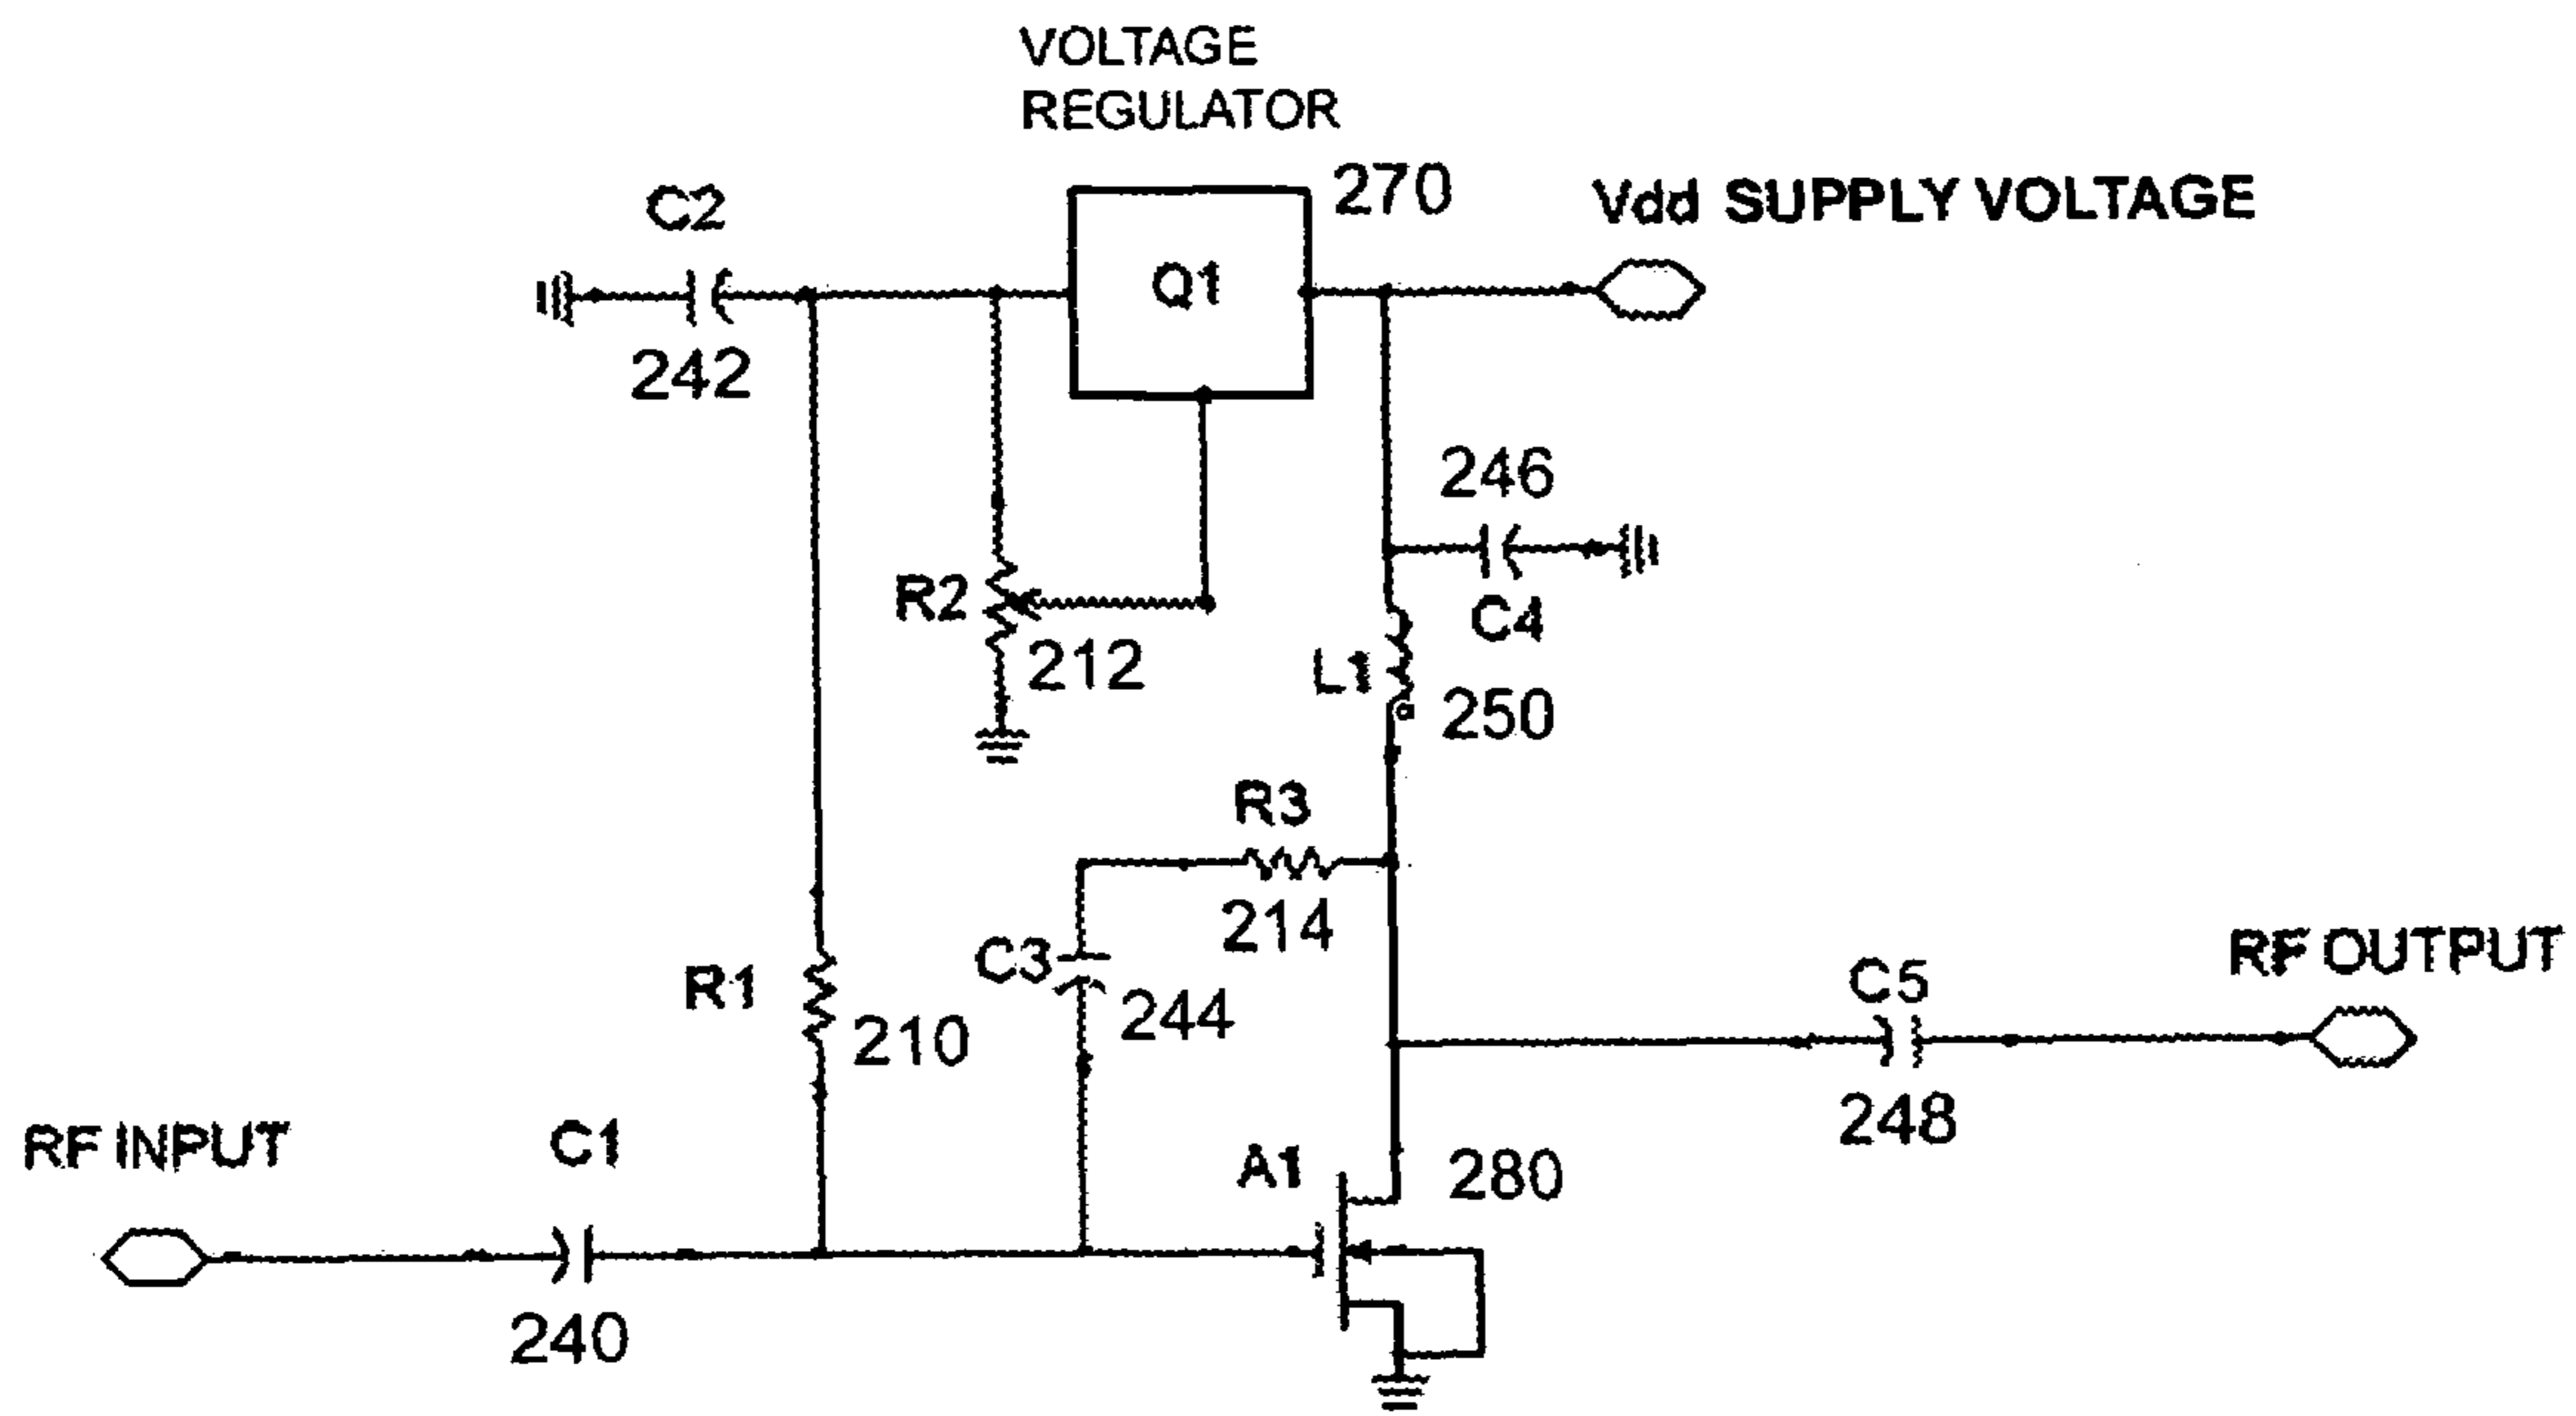 VOLTAGE
REGULATOR
270
Vdd SUPPLY VOLTAGE
C2
Q1
242
246
R2
C4
212
L1
250
R3
214
C3
244
R1
210
C5
RF OUTPUT
248
RF INPUT
C1
A1
280
240